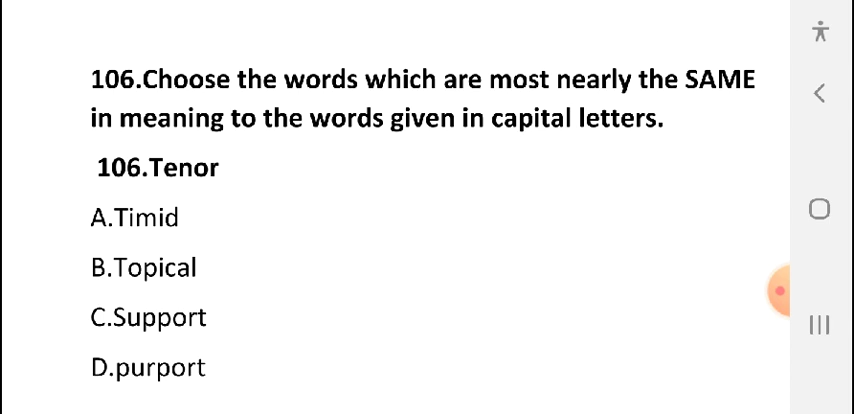 106.Choose the words which are most nearly the SAME
in meaning to the words given in capital letters.
106.Tenor
A.Timid
B.Topical
C.Support
D.purport